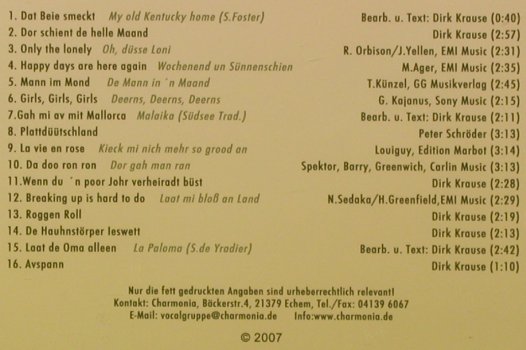 1. Dat Beie smeckt My old Kentucky home (S.Foster) Bearb. u. Text: Dirk Krause (0:40)
2. Dor schient de helle Maand Dirk Krause (2:57)
3. Only the lonely Oh, düsse Loni R. Orbison/J.Yellen, EMI Music (2:31)
4. Happy days are here again Wochenend un Sünnenschien M.Ager, EMI Music (2:35)
5. Mann im Mond De Mann in ´n Maand T.Künzel, GG Musikverlag (2:45)
6. Girls, Girls, Girls Deerns, Deerns, Deerns G. Kajanus, Sony Music (2:15)
7.Gah mi av mit Mallorca Malaika (Südsee Trad.) Bearb. u. Text: Dirk Krause (2:11)
8. Plattdüütschland Peter Schröder (3:13)
9. La vie en rose Kieck mi nich mehr so grood an Louiguy, Edition Marbot (3:14)
10. Da doo ron ron Dor gah man ran Spektor, Barry, Greenwich, Carlin Music (3:13)
11.Wenn du ´n poor Johr verheiradt büst Dirk Krause (2:28)
12. Breaking up is hard to do Laat mi bloß an Land N.Sedaka/H.Greenfield,EMI Music (2:29)
13. Roggen Roll Dirk Krause (2:19)
14. De Hauhnstörper leswett Dirk Krause (2:13)
15. Laat de Oma alleen La Paloma (S.de Yradier) Bearb. u. Text: Dirk Krause (2:42)
16. Avspann Dirk Krause (1:10)
Nur die fett gedruckten Angaben sind urheberrechtlich relevant!
Kontakt: Charmonia, Bäckerstr.4, 21379 Echem, Tel./Fax: 04139 6067
E-Mail: vocalgruppe@charmonia.de Info:www.charmonia.de
© 2007